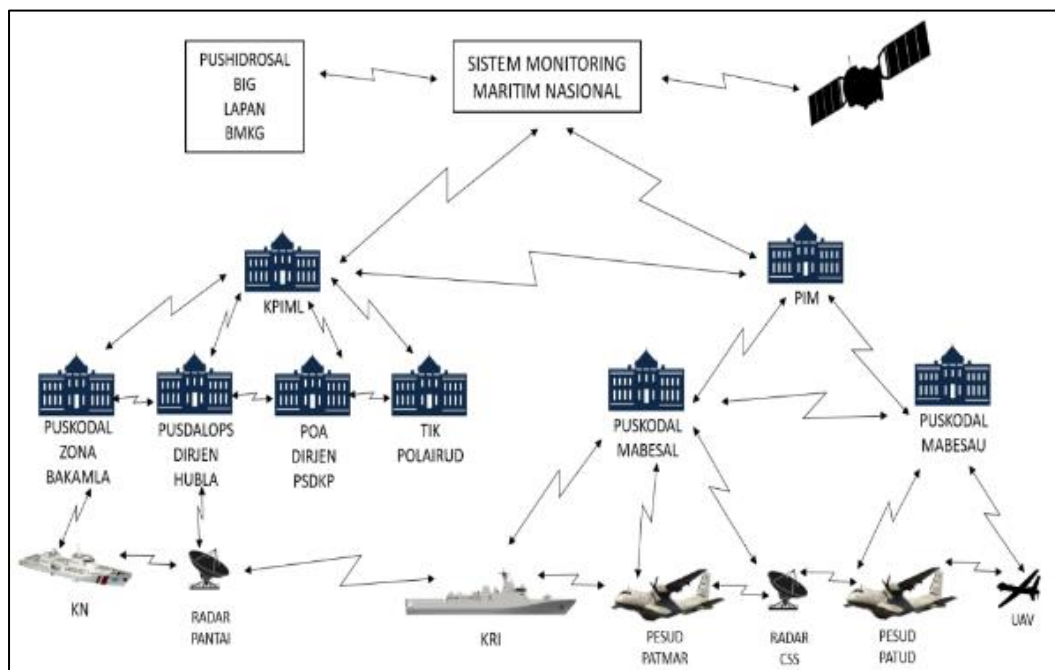 PUSHIDROSAL
BIG
LAPAN
BMKG
SISTEM MONITORING
MARITIM NASIONAL
KPIML
PIM
PUSKODAL
ZONA
BAKAMLA
PUSDALOPS
DIRJEN
HUBLA
POA
DIRJEN
PSDKP
TIK
POLAIRUD
PUSKODAL
MABESAL
PUSKODAL
MABESAU
KN
RADAR
PANTAI
KRI
PESUD
PATMAR
RADAR
CSS
PESUD
PATUD
UAV